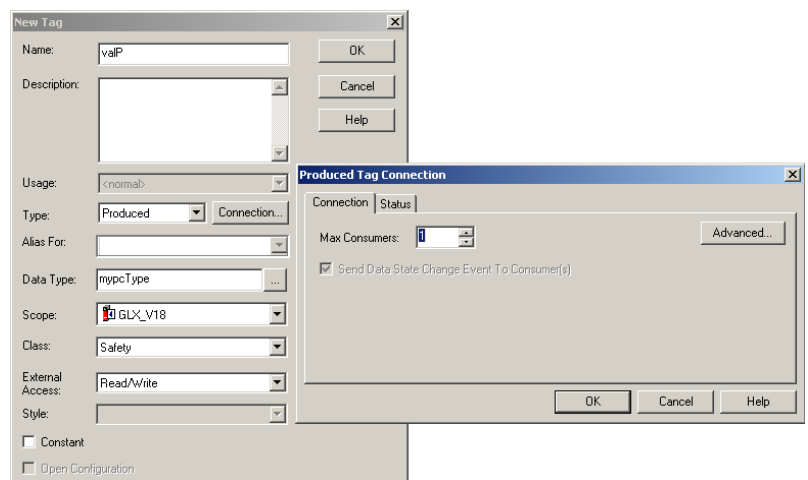 New Tag
Name: valP OK
Description: Cancel
Help
Usage: <normal>
Type: Produced Connection...
Alias For:
Data Type: mypcType ...
Scope: GLX_V18
Class: Safety
External Access: Read/Write
Style:
Constant
Open Configuration
Produced Tag Connection
Connection Status
Max Consumers: 1 Advanced...
Send Data State Change Event To Consumer(s)
OK Cancel Help